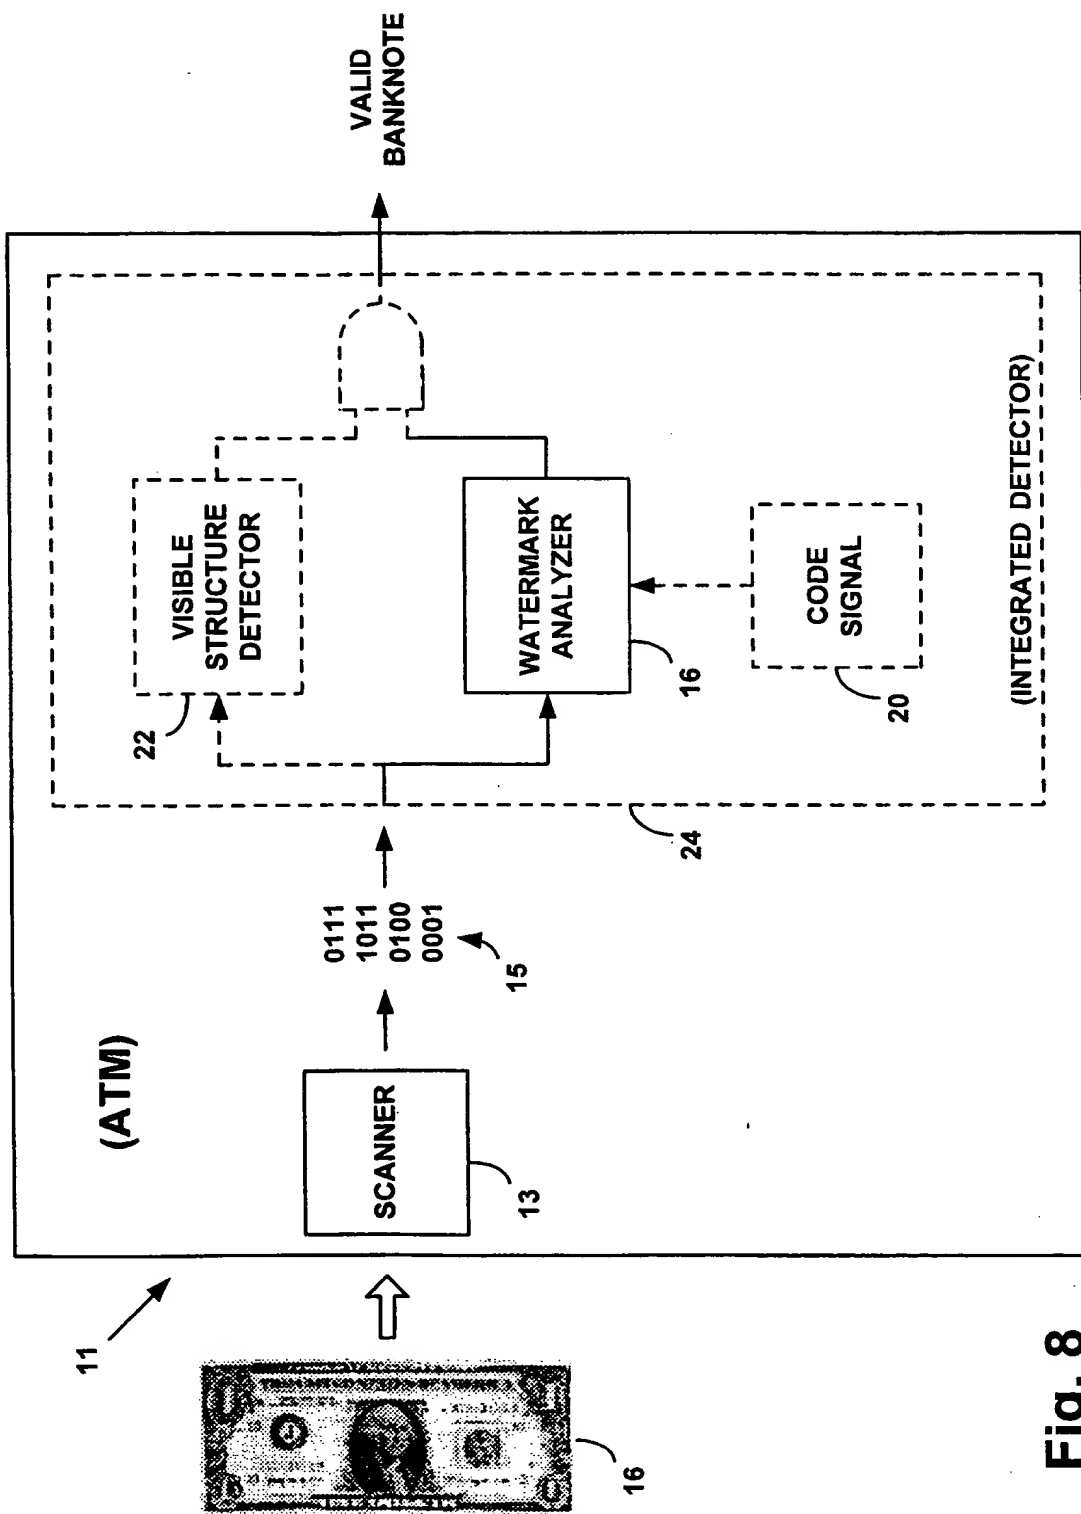 11
(ATM)
16
SCANNER
13
0111
1011
0100
0001
15
22
VISIBLE
STRUCTURE
DETECTOR
WATERMARK
ANALYZER
16
CODE
SIGNAL
20
24
(INTEGRATED DETECTOR)
VALID
BANKNOTE
Fig. 8